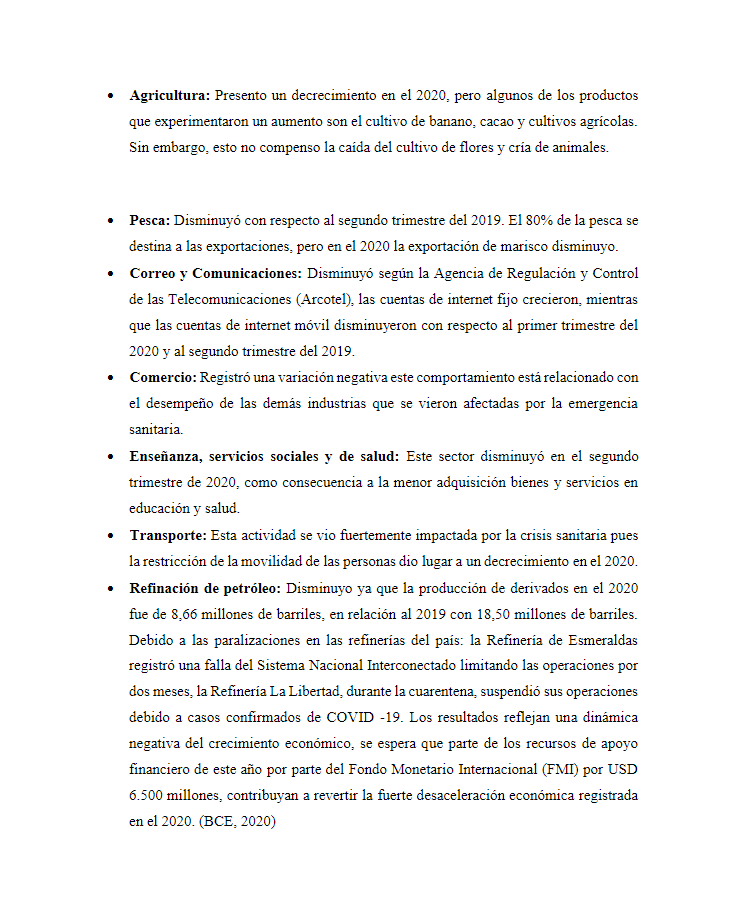 • Agricultura: Presento un decrecimiento en el 2020, pero algunos de los productos
que experimentaron un aumento son el cultivo de banano, cacao y cultivos agrícolas.
Sin embargo, esto no compenso la caída del cultivo de flores y cría de animales.
• Pesca: Disminuyó con respecto al segundo trimestre del 2019. El 80% de la pesca se
destina a las exportaciones, pero en el 2020 la exportación de marisco disminuyo.
• Correo y Comunicaciones: Disminuyó según la Agencia de Regulación y Control
de las Telecomunicaciones (Arcotel), las cuentas de internet fijo crecieron, mientras
que las cuentas de internet móvil disminuyeron con respecto al primer trimestre del
2020 y al segundo trimestre del 2019.
• Comercio: Registró una variación negativa este comportamiento está relacionado con
el desempeño de las demás industrias que se vieron afectadas por la emergencia
sanitaria.
• Enseñanza, servicios sociales y de salud: Este sector disminuyó en el segundo
trimestre de 2020, como consecuencia a la menor adquisición bienes y servicios en
educación y salud.
• Transporte: Esta actividad se vio fuertemente impactada por la crisis sanitaria pues
la restricción de la movilidad de las personas dio lugar a un decrecimiento en el 2020.
• Refinación de petróleo: Disminuyo ya que la producción de derivados en el 2020
fue de 8,66 millones de barriles, en relación al 2019 con 18,50 millones de barriles.
Debido a las paralizaciones en las refinerías del país: la Refinería de Esmeraldas
registró una falla del Sistema Nacional Interconectado limitando las operaciones por
dos meses, la Refinería La Libertad, durante la cuarentena, suspendió sus operaciones
debido a casos confirmados de COVID -19. Los resultados reflejan una dinámica
negativa del crecimiento económico, se espera que parte de los recursos de apoyo
financiero de este año por parte del Fondo Monetario Internacional (FMI) por USD
6.500 millones, contribuyan a revertir la fuerte desaceleración económica registrada
en el 2020. (BCE, 2020)